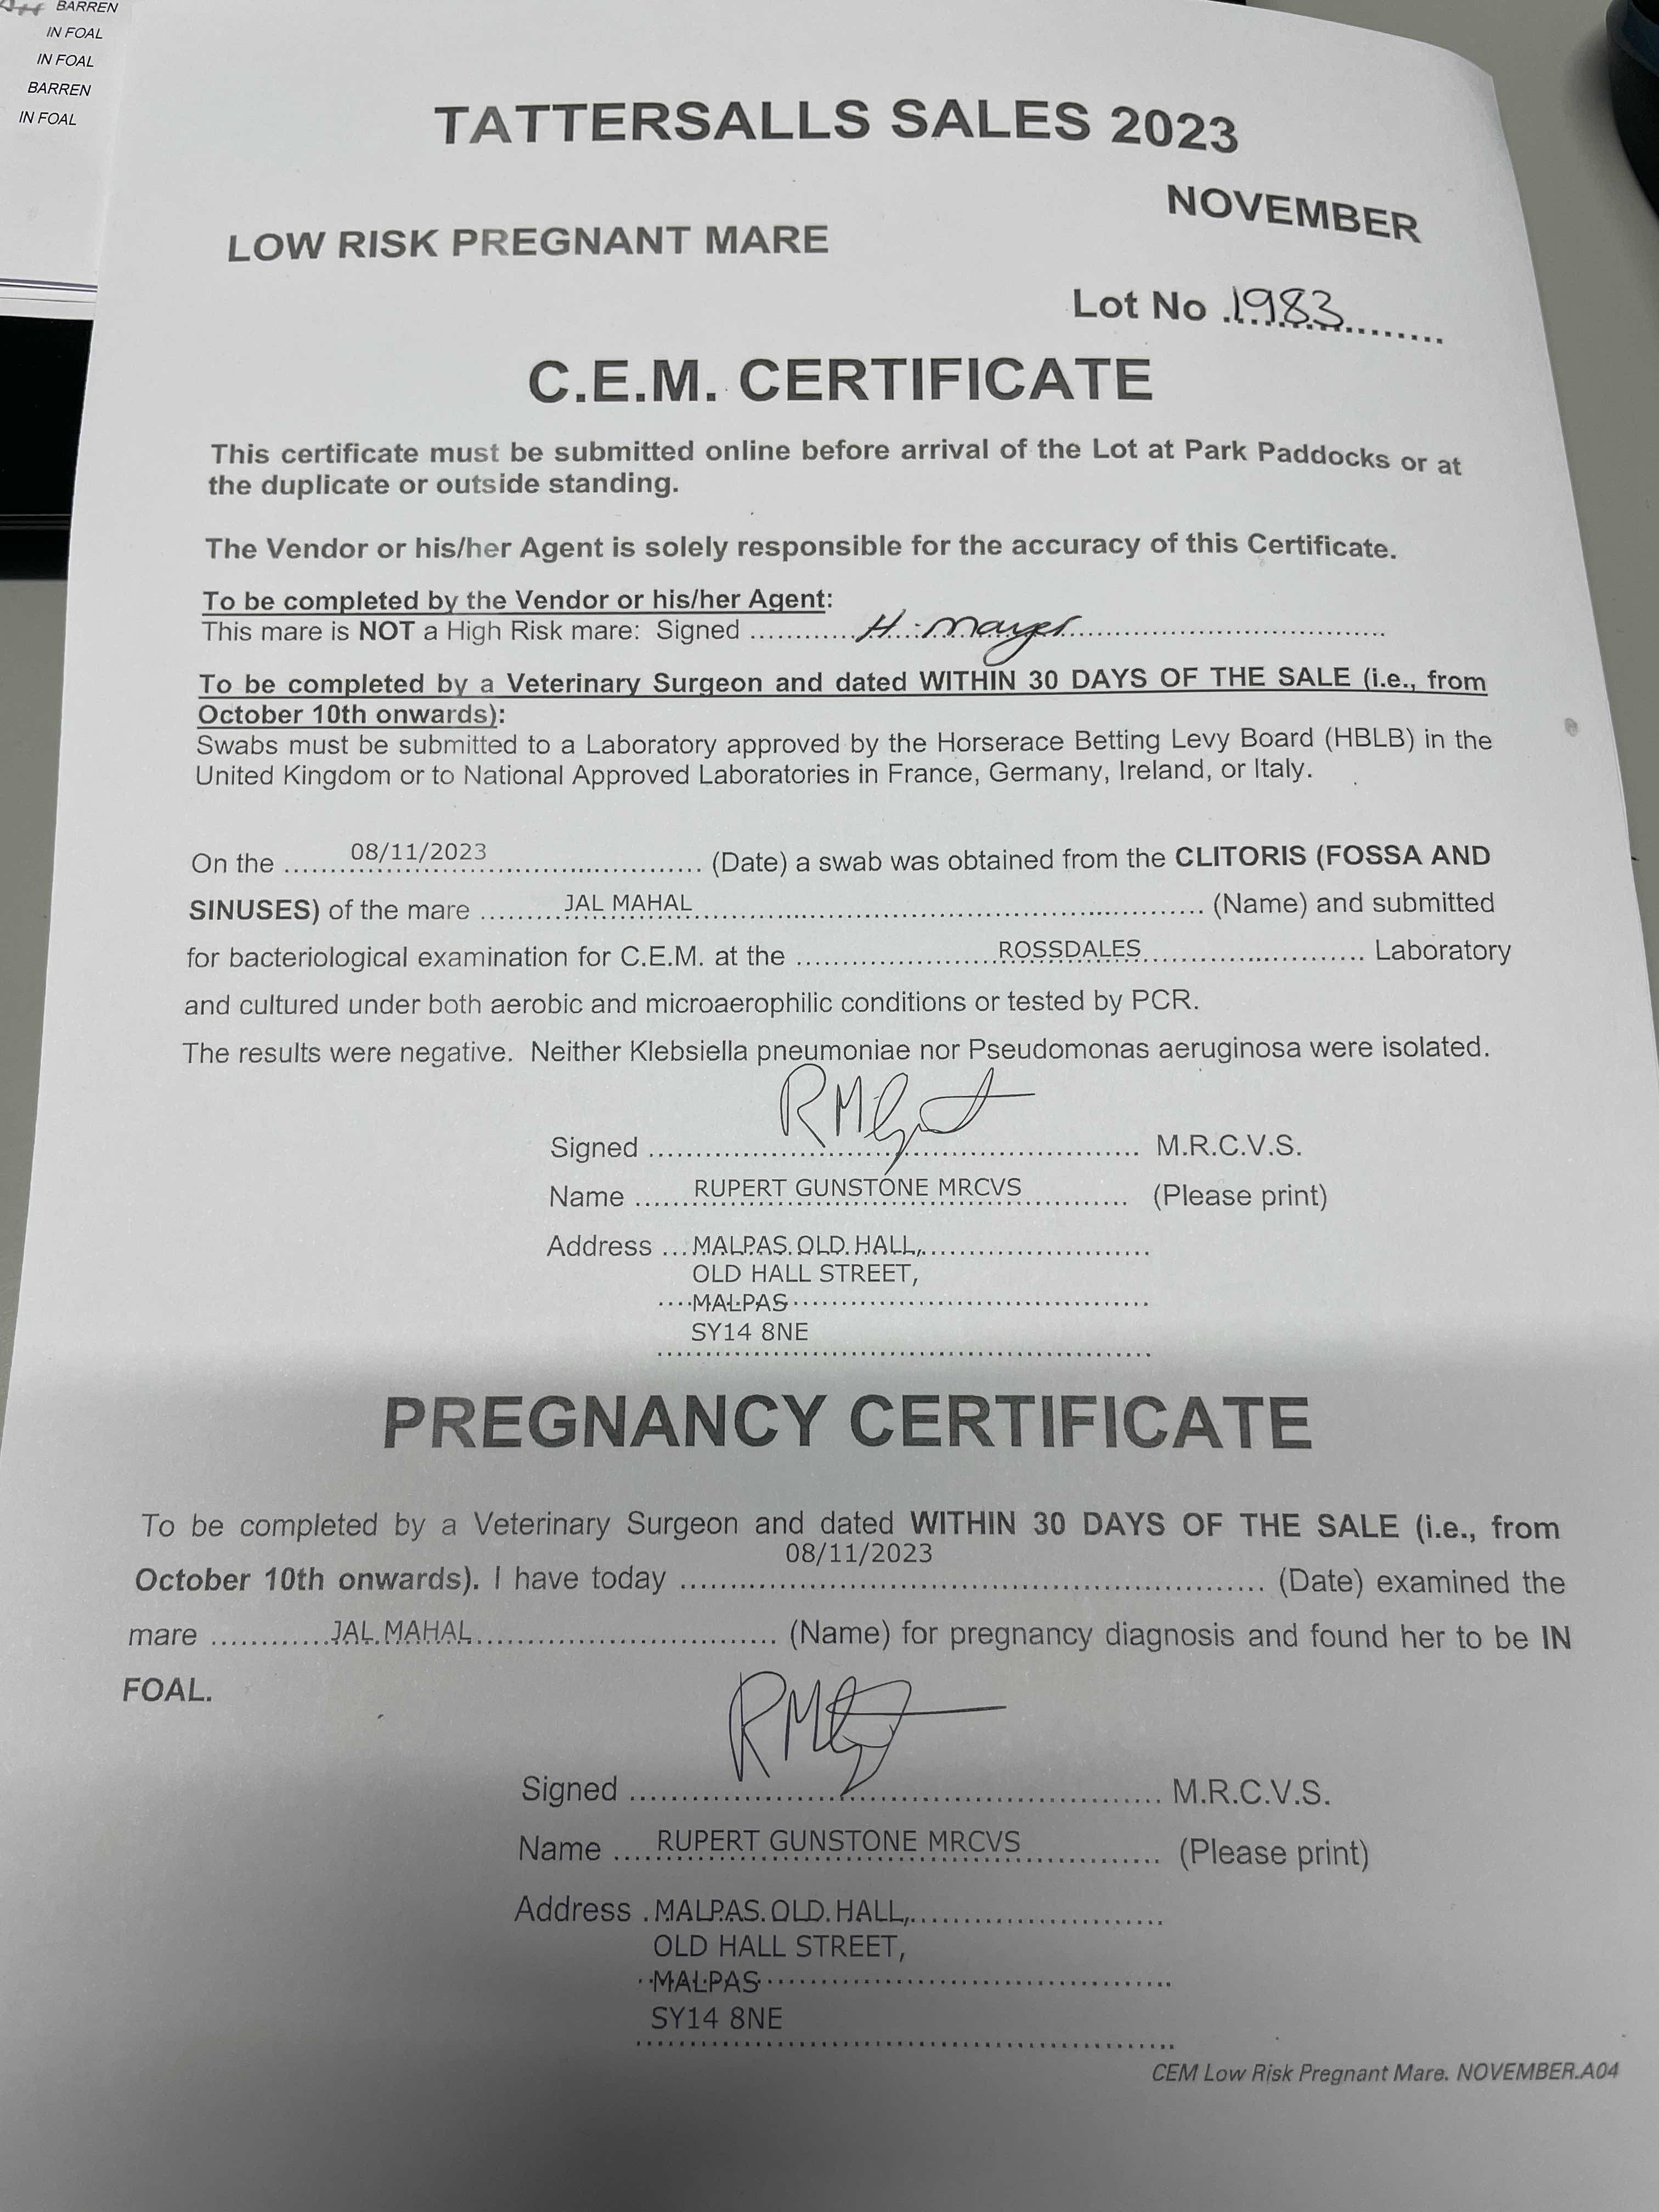 BARREN
IN FOAL
IN FOAL
BARREN
IN FOAL
TATTERSALLS SALES 2023
NOVEMBER
LOW RISK PREGNANT MARE
Lot No 1983
C.E.M. CERTIFICATE
This certificate must be submitted online before arrival of the Lot at Park Paddocks or at
the duplicate or outside standing.
The Vendor or his/her Agent is solely responsible for the accuracy of this Certificate.
To be completed by the Vendor or his/her Agent:
This mare is NOT a High Risk mare: Signed H.
To be completed by a Veterinary Surgeon and dated WITHIN 30 DAYS OF THE SALE (i.e., from
October 10th onwards):
Swabs must be submitted to a Laboratory approved by the Horserace Betting Levy Board (HBLB) in the
United Kingdom or to National Approved Laboratories in France, Germany, Ireland, or Italy.
On the 08/11/2023 (Date) a swab was obtained from the CLITORIS (FOSSA AND
SINUSES) of the mare JAL MAHAL (Name) and submitted
for bacteriological examination for C.E.M. at the ROSSDALES Laboratory
and cultured under both aerobic and microaerophilic conditions or tested by PCR.
The results were negative. Neither Klebsiella pneumoniae nor Pseudomonas aeruginosa were isolated.
Signed M.R.C.V.S.
Name RUPERT GUNSTONE MRCVS (Please print)
Address MALPAS OLD HALL,
OLD HALL STREET,
MALPAS
SY14 8NE
PREGNANCY CERTIFICATE
To be completed by a Veterinary Surgeon and dated WITHIN 30 DAYS OF THE SALE (i.e., from
October 10th onwards). I have today 08/11/2023 (Date) examined the
mare JAL MAHAL (Name) for pregnancy diagnosis and found her to be IN
FOAL.
Signed M.R.C.V.S.
Name RUPERT GUNSTONE MRCVS (Please print)
Address MALPAS OLD HALL,
OLD HALL STREET,
MALPAS
SY14 8NE
CEM Low Risk Pregnant Mare. NOVEMBER.A04